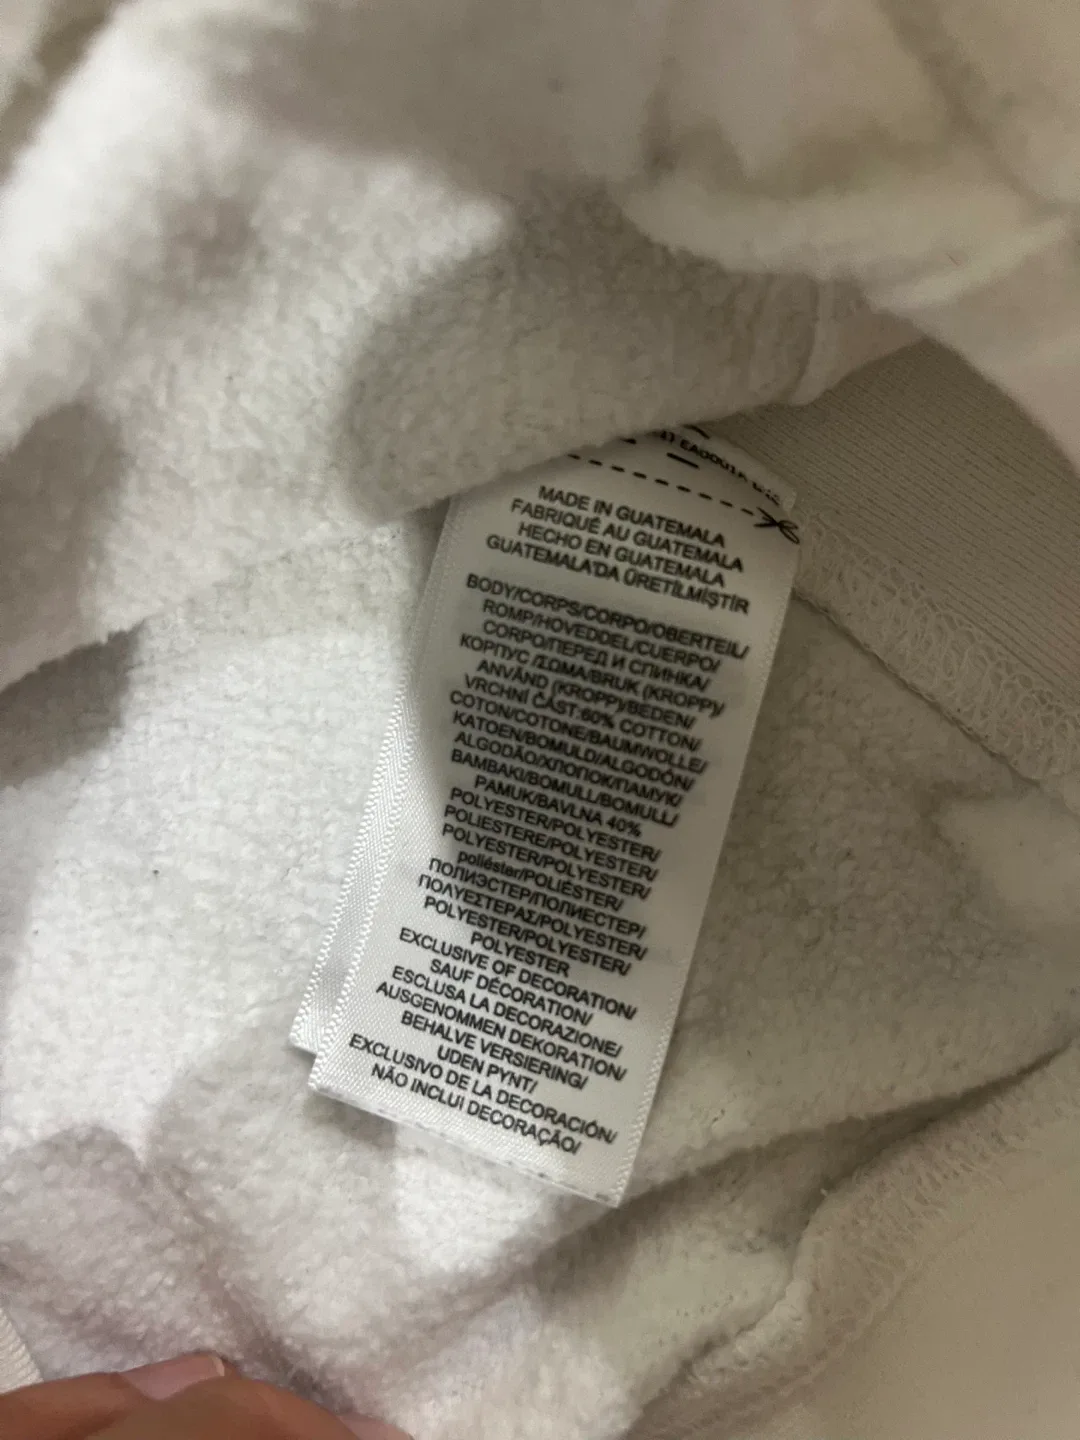 MADE IN GUATEMALA
FABRIQUÉ AU GUATEMALA
HECHO EN GUATEMALA
GUATEMALA'DA ÜRETİLMİŞTİR
BODY/CORPS/CORPO/OBERTEIL/
ROMP/HOVEDDEL/CUERPO/
CORPO/ПЕРЕД И СПИНКА/
КОРПУС /ΣΩΜΑ/BRUK (KROPP)/
ANVÄND (KROPP)/BEDEN/
VRCHNÍ ČÁST:60% COTTON/
COTON/COTONE/BAUMWOLLE/
KATOEN/BOMULD/ALGODÓN/
ALGODÃO/ХЛОПОК/ПАМУК/
BAMBAKI/BOMULL/BOMULL/
PAMUK/BAVLNA 40%
POLYESTER/POLYESTER/
POLIESTERE/POLYESTER/
POLYESTER/POLYESTER/
poliéster/POLIÉSTER/
ПОЛИЭСТЕР/ПОЛИЕСТЕР/
ΠΟΛΥΕΣΤΕΡΑΣ/POLYESTER/
POLYESTER/POLYESTER/
POLYESTER
EXCLUSIVE OF DECORATION/
SAUF DÉCORATION/
ESCLUSA LA DECORAZIONE/
AUSGENOMMEN DEKORATION/
BEHALVE VERSIERING/
UDEN PYNT/
EXCLUSIVO DE LA DECORACIÓN/
NÃO INCLUI DECORAÇÃO/